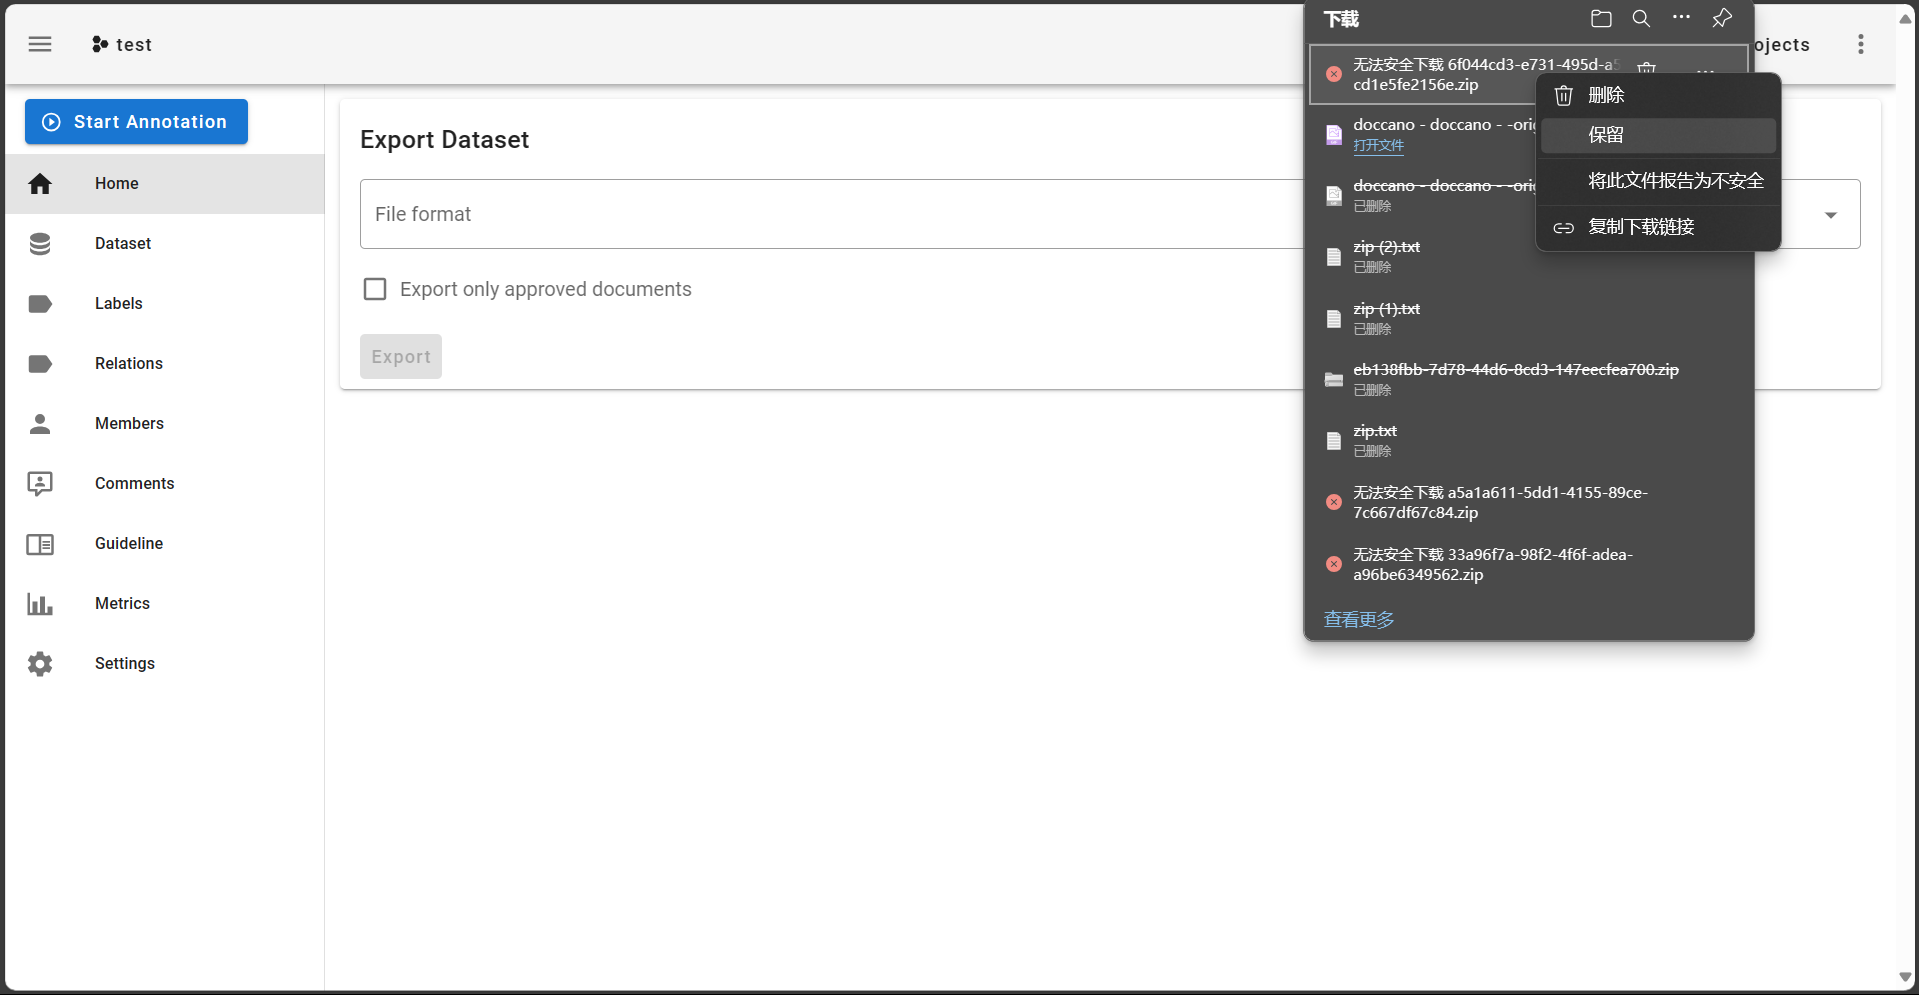 test
ojects
Start Annotation
Home
Dataset
Labels
Relations
Members
Comments
Guideline
Metrics
Settings
Export Dataset
File format
Export only approved documents
Export
下载
无法安全下载 6f044cd3-e731-495d-a5
cd1e5fe2156e.zip
doccano - doccano - -orig
打开文件
doccano - doccano - -orig
已删除
zip (2).txt
已删除
zip (1).txt
已删除
eb138fbb-7d78-44d6-8cd3-147eecfea700.zip
已删除
zip.txt
已删除
无法安全下载 a5a1a611-5dd1-4155-89ce-
7c667df67c84.zip
无法安全下载 33a96f7a-98f2-4f6f-adea-
a96be6349562.zip
查看更多
删除
保留
将此文件报告为不安全
复制下载链接